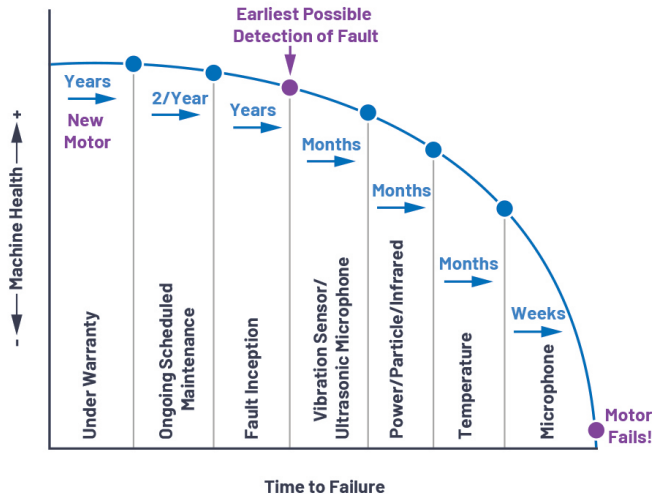 Earliest Possible
Detection of Fault
Years
New
Motor
2/Year
Years
Months
Months
Months
Weeks
- Machine Health +
Under Warranty
Ongoing Scheduled
Maintenance
Fault Inception
Vibration Sensor/
Ultrasonic Microphone
Power/Particle/Infrared
Temperature
Microphone
Motor
Fails!
Time to Failure